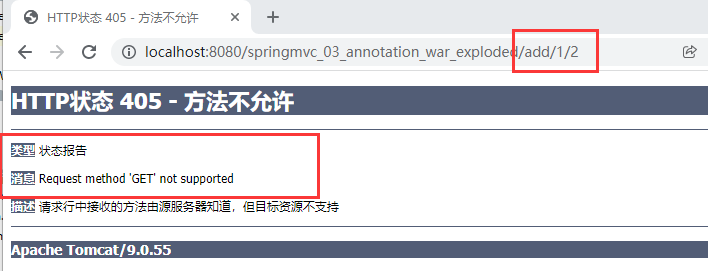 HTTP状态 405 - 方法不允许
localhost:8080/springmvc_03_annotation_war_exploded/add/1/2
HTTP状态 405 - 方法不允许
类型 状态报告
消息 Request method 'GET' not supported
描述 请求行中接收的方法由源服务器知道，但目标资源不支持
Apache Tomcat/9.0.55